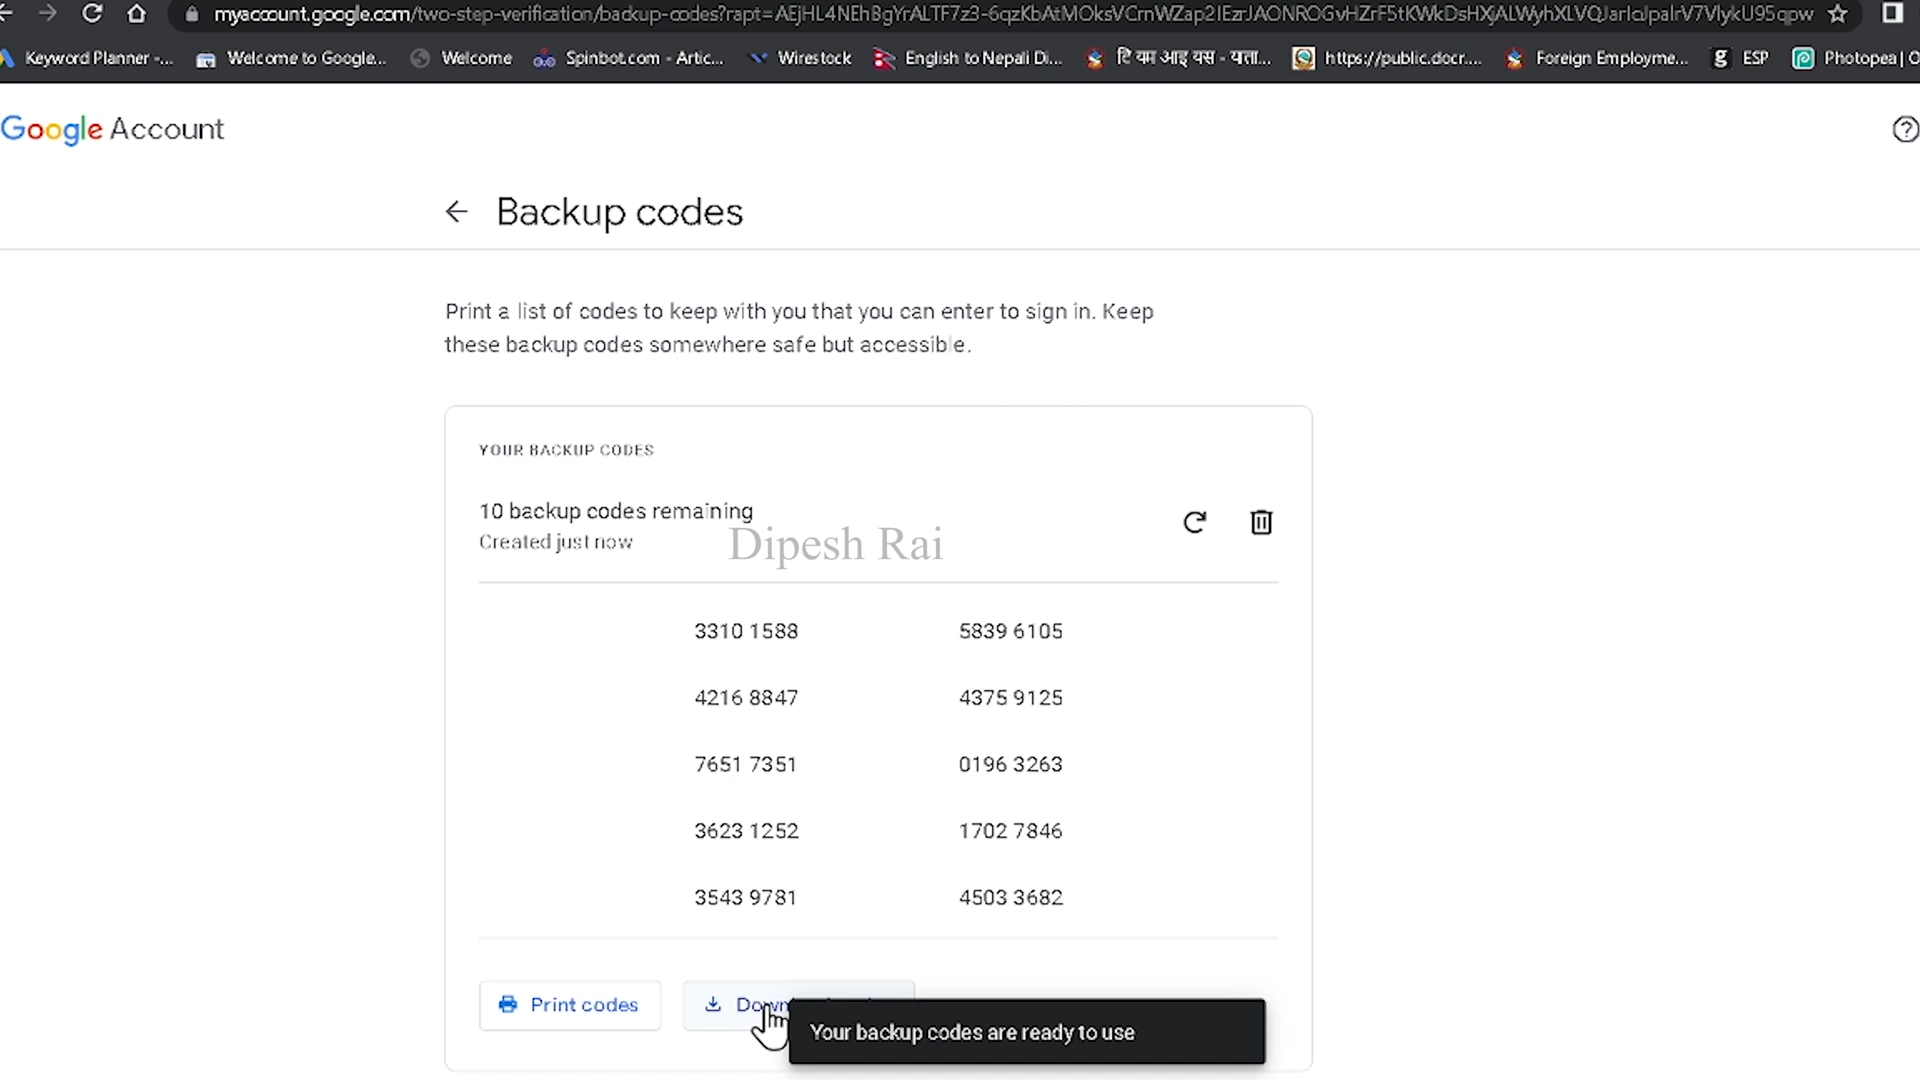 myaccount.google.com/two-step-verification/backup-codes?rapt=
Keyword Planner -... Welcome to Google... Welcome Spinbot.com - Artic... Wirestock English to Nepali Di... टि यम आइ यस - याता... https://public.docr.... Foreign Employme... ESP Photopea | O
Google Account
Backup codes
Print a list of codes to keep with you that you can enter to sign in. Keep
these backup codes somewhere safe but accessible.
YOUR BACKUP CODES
10 backup codes remaining
Created just now
Dipesh Rai
3310 1588 5839 6105
4216 8847 4375 9125
7651 7351 0196 3263
3623 1252 1702 7846
3543 9781 4503 3682
Print codes
Your backup codes are ready to use